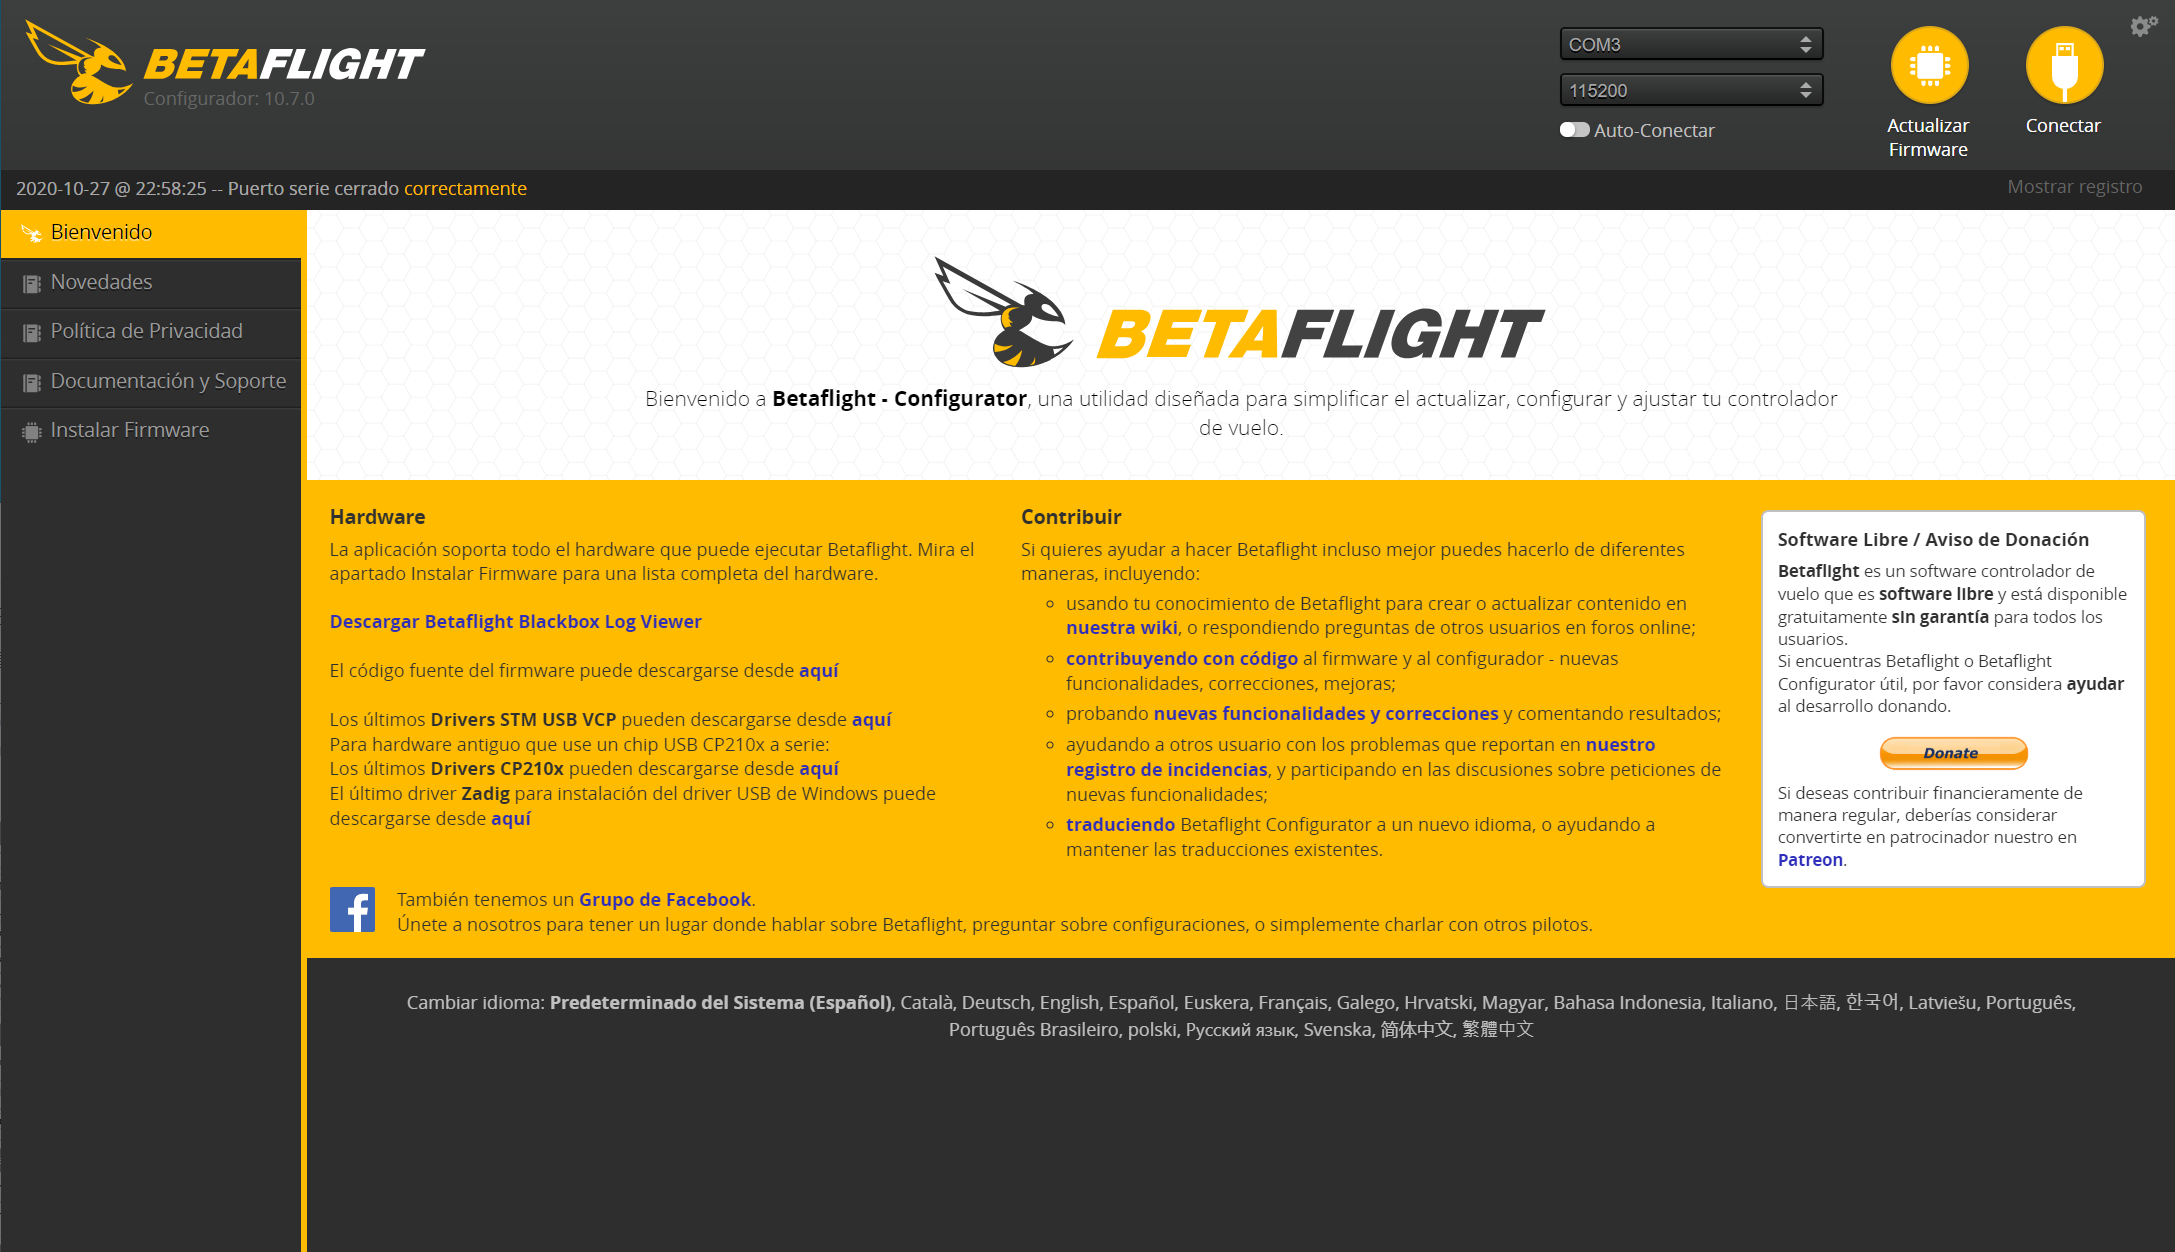 BETAFLIGHT
Configurador: 10.7.0
COM3
115200
Auto-Conectar
Actualizar
Firmware
Conectar
2020-10-27 @ 22:58:25 -- Puerto serie cerrado correctamente
Mostrar registro
Bienvenido
Novedades
Política de Privacidad
Documentación y Soporte
Instalar Firmware
BETAFLIGHT
Bienvenido a Betaflight - Configurator, una utilidad diseñada para simplificar el actualizar, configurar y ajustar tu controlador
de vuelo.
Hardware
La aplicación soporta todo el hardware que puede ejecutar Betaflight. Mira el
apartado Instalar Firmware para una lista completa del hardware.
Descargar Betaflight Blackbox Log Viewer
El código fuente del firmware puede descargarse desde aquí
Los últimos Drivers STM USB VCP pueden descargarse desde aquí
Para hardware antiguo que use un chip USB CP210x a serie:
Los últimos Drivers CP210x pueden descargarse desde aquí
El último driver Zadig para instalación del driver USB de Windows puede
descargarse desde aquí
Contribuir
Si quieres ayudar a hacer Betaflight incluso mejor puedes hacerlo de diferentes
maneras, incluyendo:
usando tu conocimiento de Betaflight para crear o actualizar contenido en
nuestra wiki, o respondiendo preguntas de otros usuarios en foros online;
contribuyendo con código al firmware y al configurador - nuevas
funcionalidades, correcciones, mejoras;
probando nuevas funcionalidades y correcciones y comentando resultados;
ayudando a otros usuario con los problemas que reportan en nuestro
registro de incidencias, y participando en las discusiones sobre peticiones de
nuevas funcionalidades;
traduciendo Betaflight Configurator a un nuevo idioma, o ayudando a
mantener las traducciones existentes.
Software Libre / Aviso de Donación
Betaflight es un software controlador de
vuelo que es software libre y está disponible
gratuitamente sin garantía para todos los
usuarios.
Si encuentras Betaflight o Betaflight
Configurator útil, por favor considera ayudar
al desarrollo donando.
Donate
Si deseas contribuir financieramente de
manera regular, deberías considerar
convertirte en patrocinador nuestro en
Patreon.
También tenemos un Grupo de Facebook.
Únete a nosotros para tener un lugar donde hablar sobre Betaflight, preguntar sobre configuraciones, o simplemente charlar con otros pilotos.
Cambiar idioma: Predeterminado del Sistema (Español), Català, Deutsch, English, Español, Euskera, Français, Galego, Hrvatski, Magyar, Bahasa Indonesia, Italiano, 日本語, 한국어, Latviešu, Português,
Português Brasileiro, polski, Русский язык, Svenska, 简体中文, 繁體中文